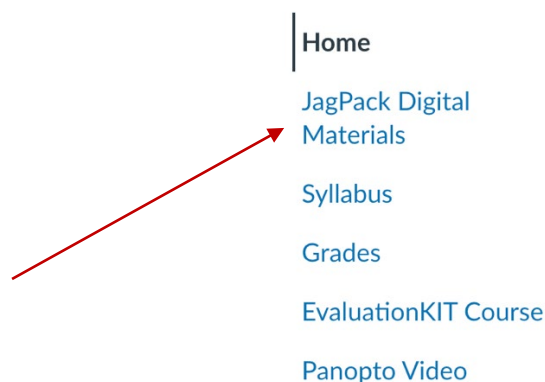 Home
JagPack Digital
Materials
Syllabus
Grades
EvaluationKIT Course
Panopto Video